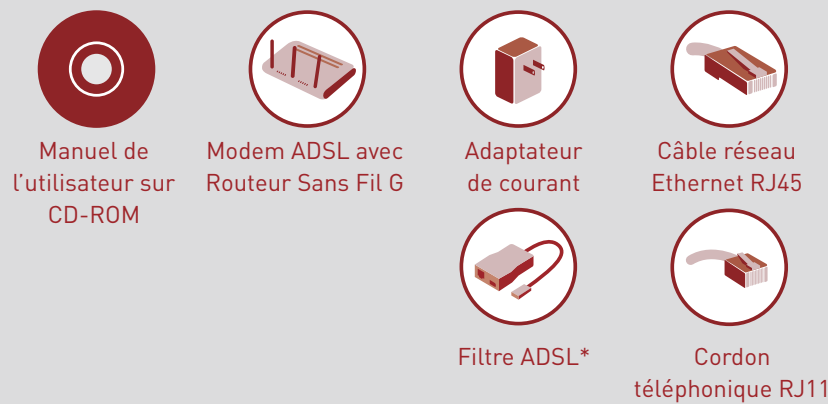 Manuel de
l'utilisateur sur
CD-ROM
Modem ADSL avec
Routeur Sans Fil G
Adaptateur
de courant
Câble réseau
Ethernet RJ45
Filtre ADSL*
Cordon
téléphonique RJ11